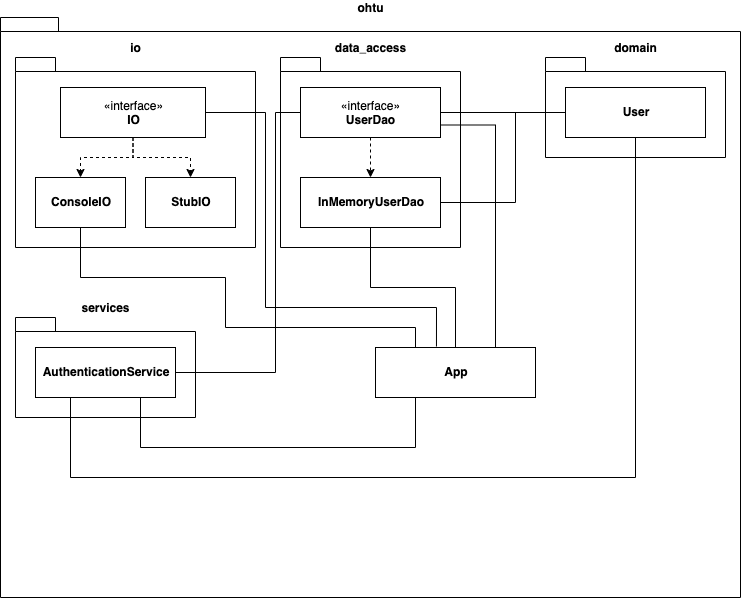 ohtu
io
data_access
domain
«interface»
IO
«interface»
UserDao
User
ConsoleIO
StubIO
InMemoryUserDao
services
AuthenticationService
App